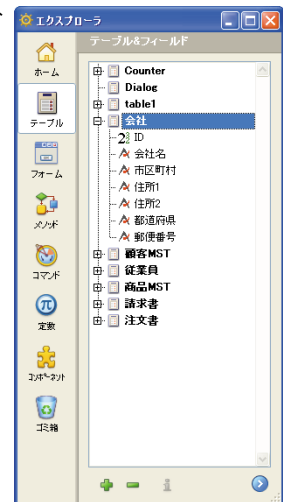 エクスプローラ
テーブル&フィールド
ホーム
テーブル
フォーム
メソッド
コマンド
定数
コンポーネント
ゴミ箱
Counter
Dialog
table1
会社
ID
会社名
市区町村
住所1
住所2
都道府県
郵便番号
顧客MST
従業員
商品MST
請求書
注文書